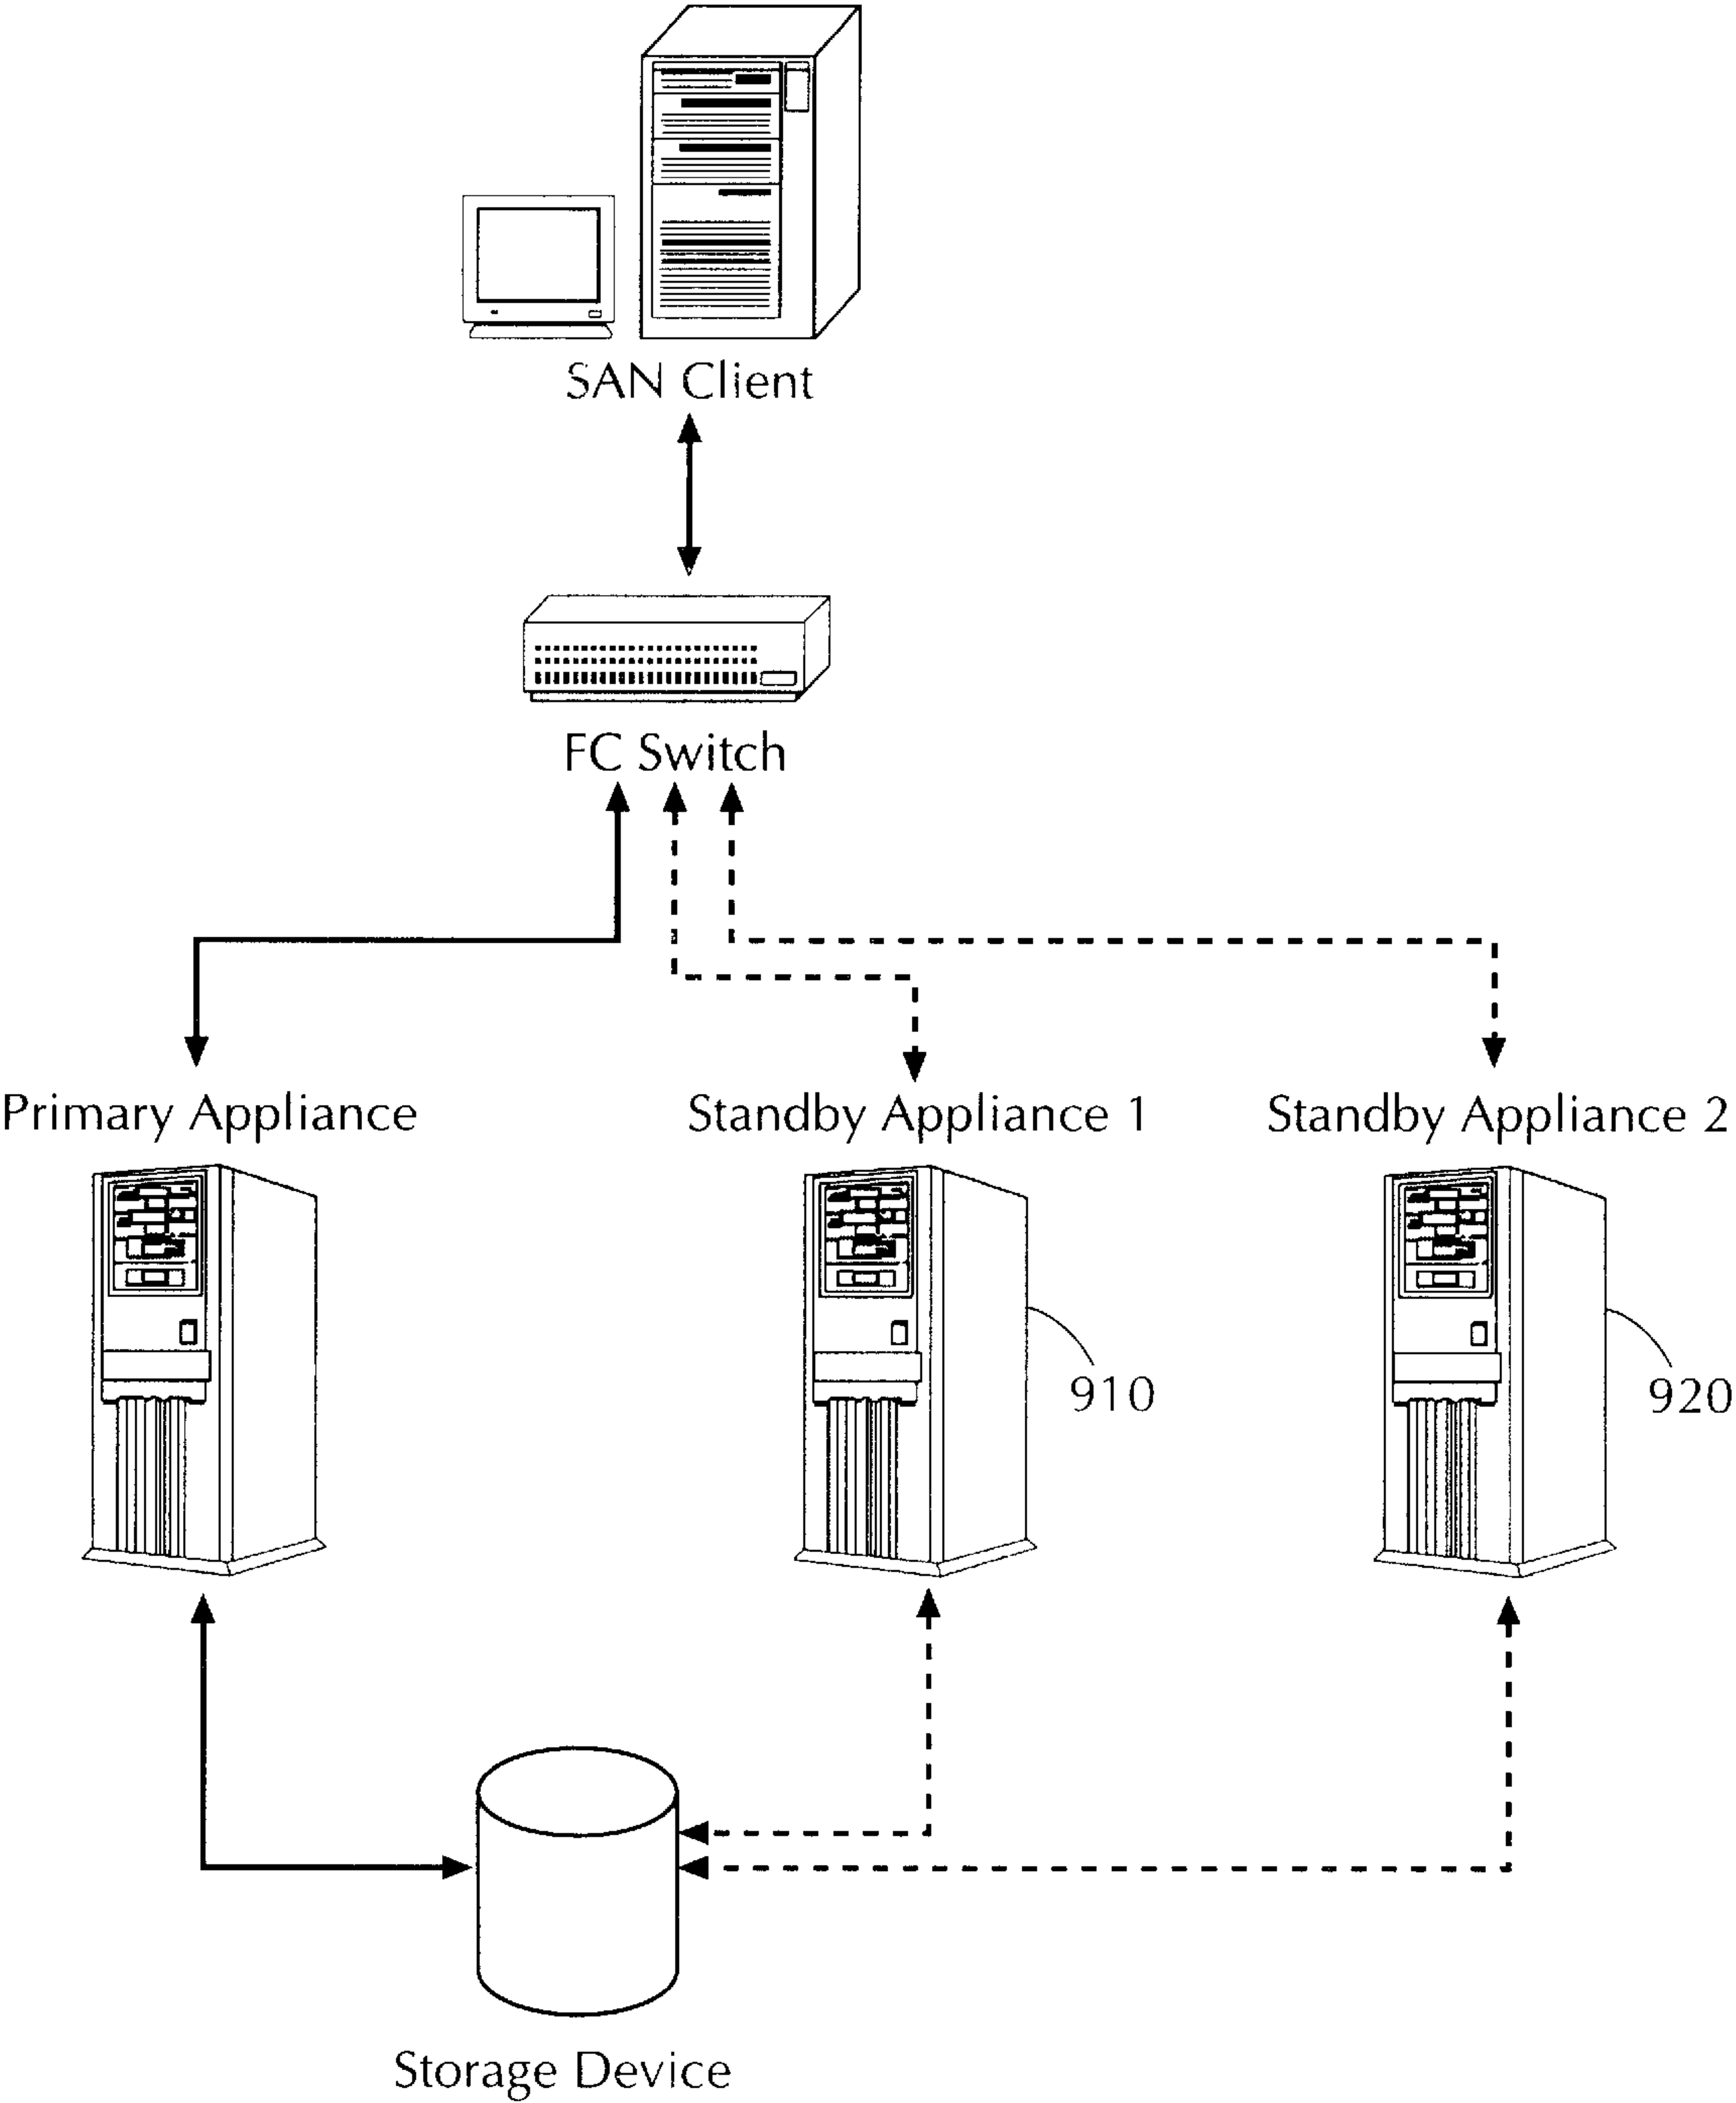 SAN Client
FC Switch
Primary Appliance
Standby Appliance 1
Standby Appliance 2
910
920
Storage Device